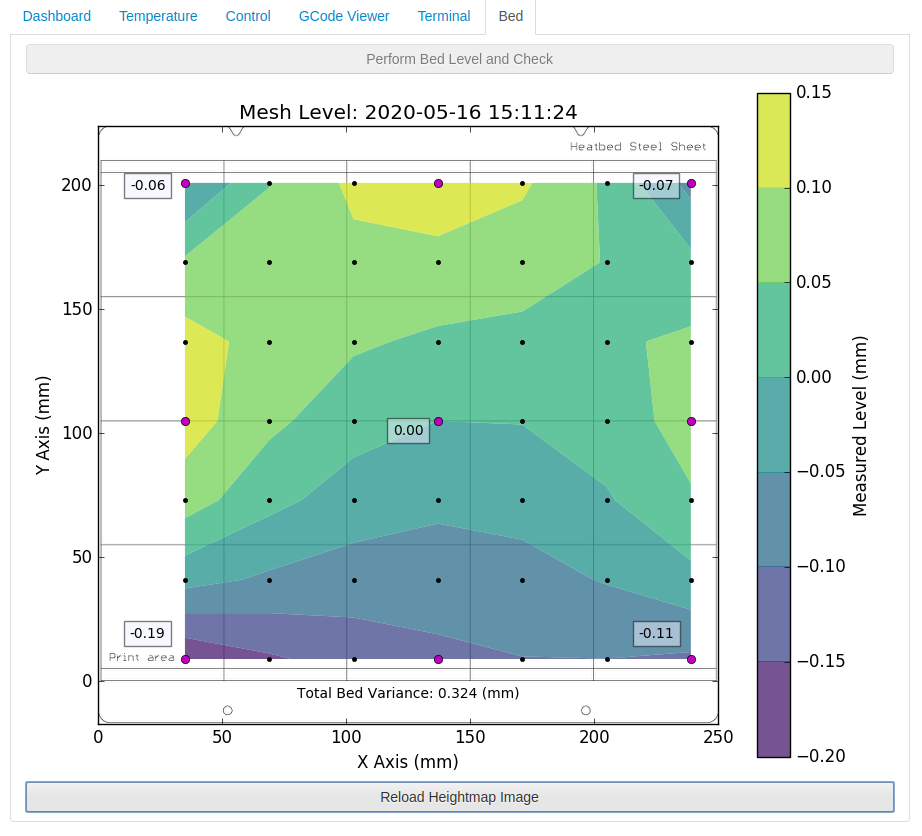 Dashboard Temperature Control GCode Viewer Terminal Bed
Perform Bed Level and Check
Mesh Level: 2020-05-16 15:11:24
Heatbed Steel Sheet
-0.06
-0.07
0.00
-0.19
-0.11
Print area
Total Bed Variance: 0.324 (mm)
200
150
100
50
0
Y Axis (mm)
0 50 100 150 200 250
X Axis (mm)
0.15
0.10
0.05
0.00
−0.05
−0.10
−0.15
−0.20
Measured Level (mm)
Reload Heightmap Image